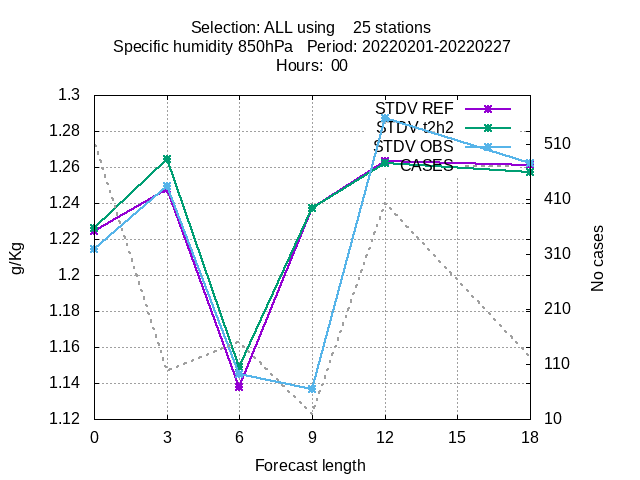 Selection: ALL using    25 stations
Specific humidity 850hPa   Period: 20220201-20220227
Hours:  00
STDV REF
STDV t2h2
STDV OBS
CASES
1.3
1.28
1.26
1.24
1.22
1.2
1.18
1.16
1.14
1.12
510
410
310
210
110
10
g/Kg
No cases
0 3 6 9 12 15 18
Forecast length